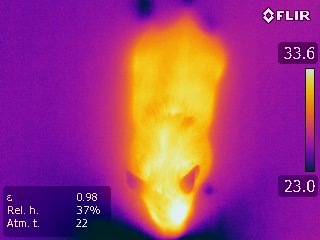 FLIR
33.6
23.0
ε 0.98
Rel. h. 37%
Atm. t. 22